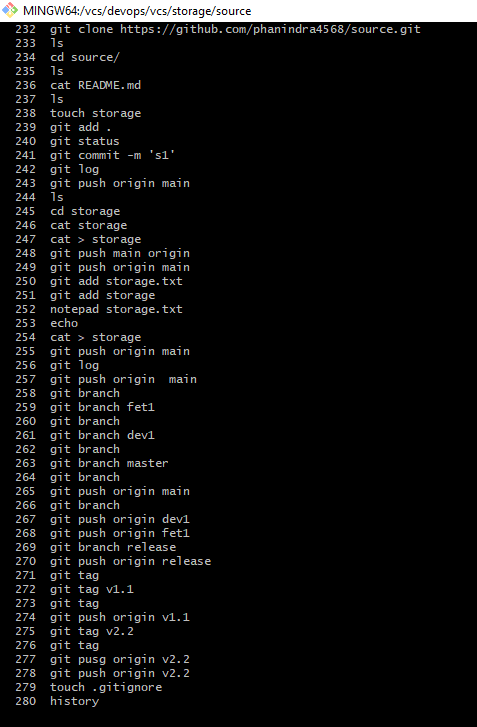 MINGW64:/vcs/devops/vcs/storage/source
232 git clone https://github.com/phanindra4568/source.git
233 ls
234 cd source/
235 ls
236 cat README.md
237 ls
238 touch storage
239 git add .
240 git status
241 git commit -m 's1'
242 git log
243 git push origin main
244 ls
245 cd storage
246 cat storage
247 cat > storage
248 git push main origin
249 git push origin main
250 git add storage.txt
251 git add storage
252 notepad storage.txt
253 echo
254 cat > storage
255 git push origin main
256 git log
257 git push origin  main
258 git branch
259 git branch fet1
260 git branch
261 git branch dev1
262 git branch
263 git branch master
264 git branch
265 git push origin main
266 git branch
267 git push origin dev1
268 git push origin fet1
269 git branch release
270 git push origin release
271 git tag
272 git tag v1.1
273 git tag
274 git push origin v1.1
275 git tag v2.2
276 git tag
277 git pusg origin v2.2
278 git push origin v2.2
279 touch .gitignore
280 history